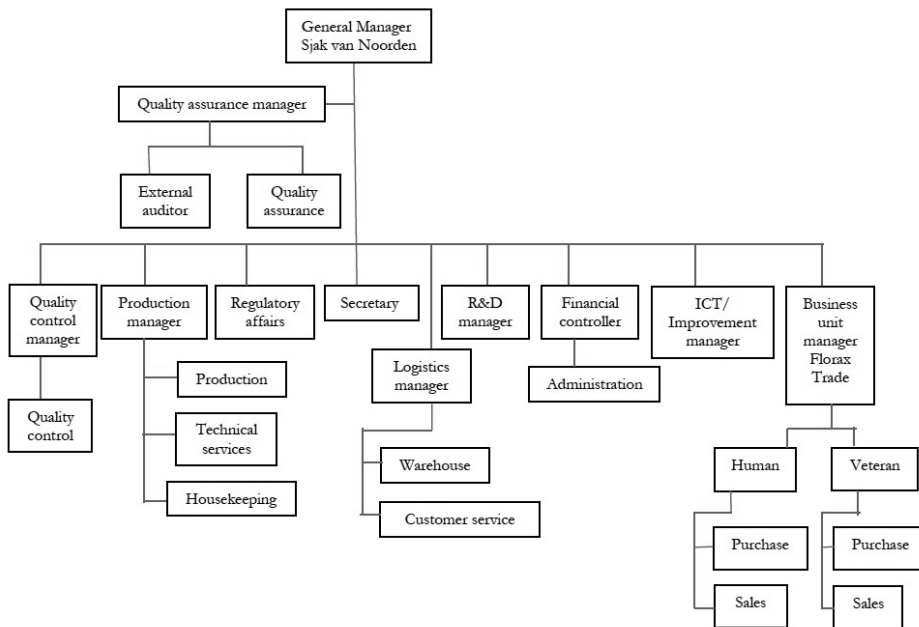 General Manager
Sjak van Noorden
Quality assurance manager
External
auditor
Quality
assurance
Quality
control
manager
Production
manager
Regulatory
affairs
Secretary
Logistics
manager
R&D
manager
Financial
controller
ICT/
Improvement
manager
Business
unit
manager
Florax
Trade
Quality
control
Production
Technical
services
Housekeeping
Warehouse
Customer service
Administration
Human
Veteran
Purchase
Sales
Purchase
Sales